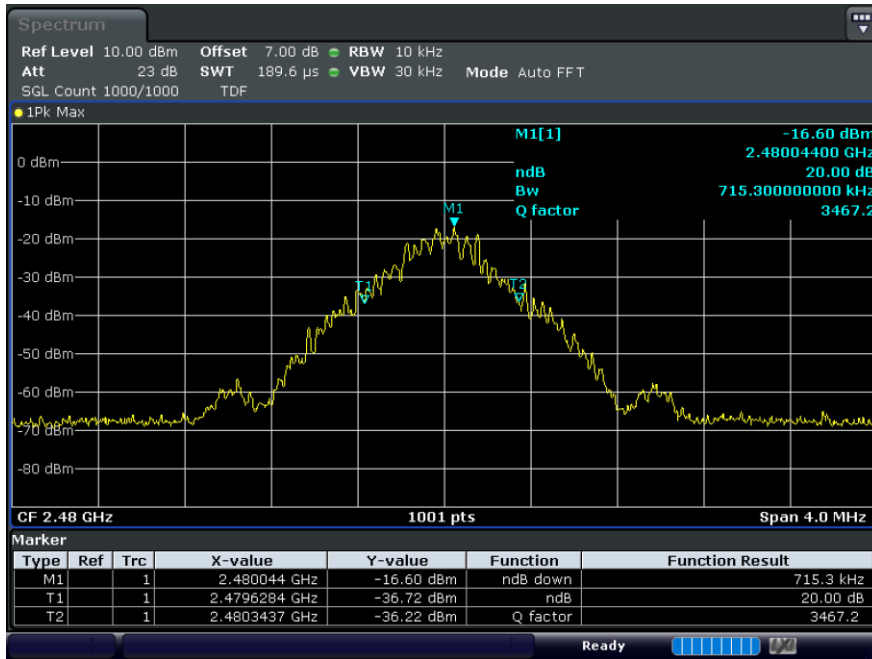 Spectrum
Ref Level 10.00 dBm Offset 7.00 dB RBW 10 kHz
Att 23 dB SWT 189.6 µs VBW 30 kHz Mode Auto FFT
SGL Count 1000/1000 TDF
1Pk Max
M1[1] -16.60 dBm
2.48004400 GHz
ndB 20.00 dB
Bw 715.300000000 kHz
Q factor 3467.2
0 dBm
-10 dBm
M1
-20 dBm
-30 dBm
T1 T2
-40 dBm
-50 dBm
-60 dBm
-70 dBm
-80 dBm
CF 2.48 GHz 1001 pts Span 4.0 MHz
Marker
Type Ref Trc X-value Y-value Function Function Result
M1 1 2.480044 GHz -16.60 dBm ndB down 715.3 kHz
T1 1 2.4796284 GHz -36.72 dBm ndB 20.00 dB
T2 1 2.4803437 GHz -36.22 dBm Q factor 3467.2
Ready